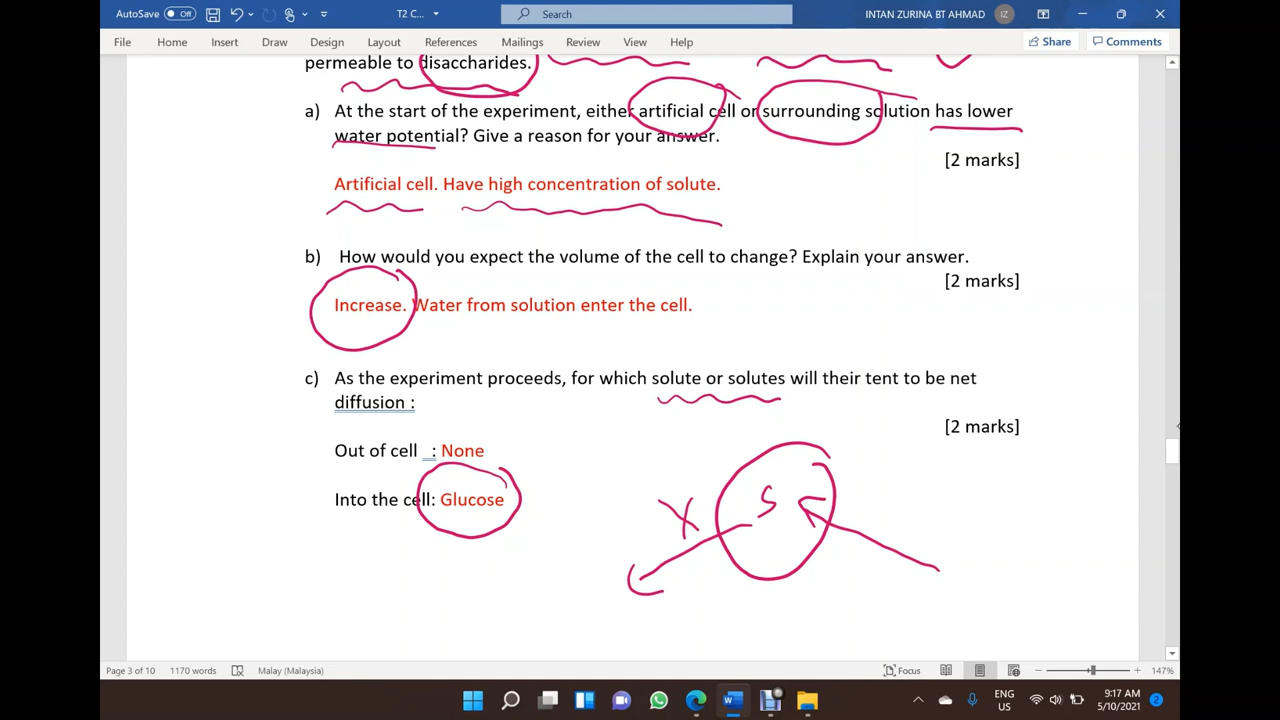 AutoSave Off T2 C... Search INTAN ZURINA BT AHMAD IZ
File Home Insert Draw Design Layout References Mailings Review View Help Share Comments
permeable to disaccharides.
a) At the start of the experiment, either artificial cell or surrounding solution has lower
water potential? Give a reason for your answer.
[2 marks]
Artificial cell. Have high concentration of solute.
b) How would you expect the volume of the cell to change? Explain your answer.
[2 marks]
Increase. Water from solution enter the cell.
c) As the experiment proceeds, for which solute or solutes will their tent to be net
diffusion :
[2 marks]
Out of cell : None
Into the cell: Glucose
X S
Page 3 of 10 1170 words Malay (Malaysia) Focus 147%
ENG
US
9:17 AM
5/10/2021
2